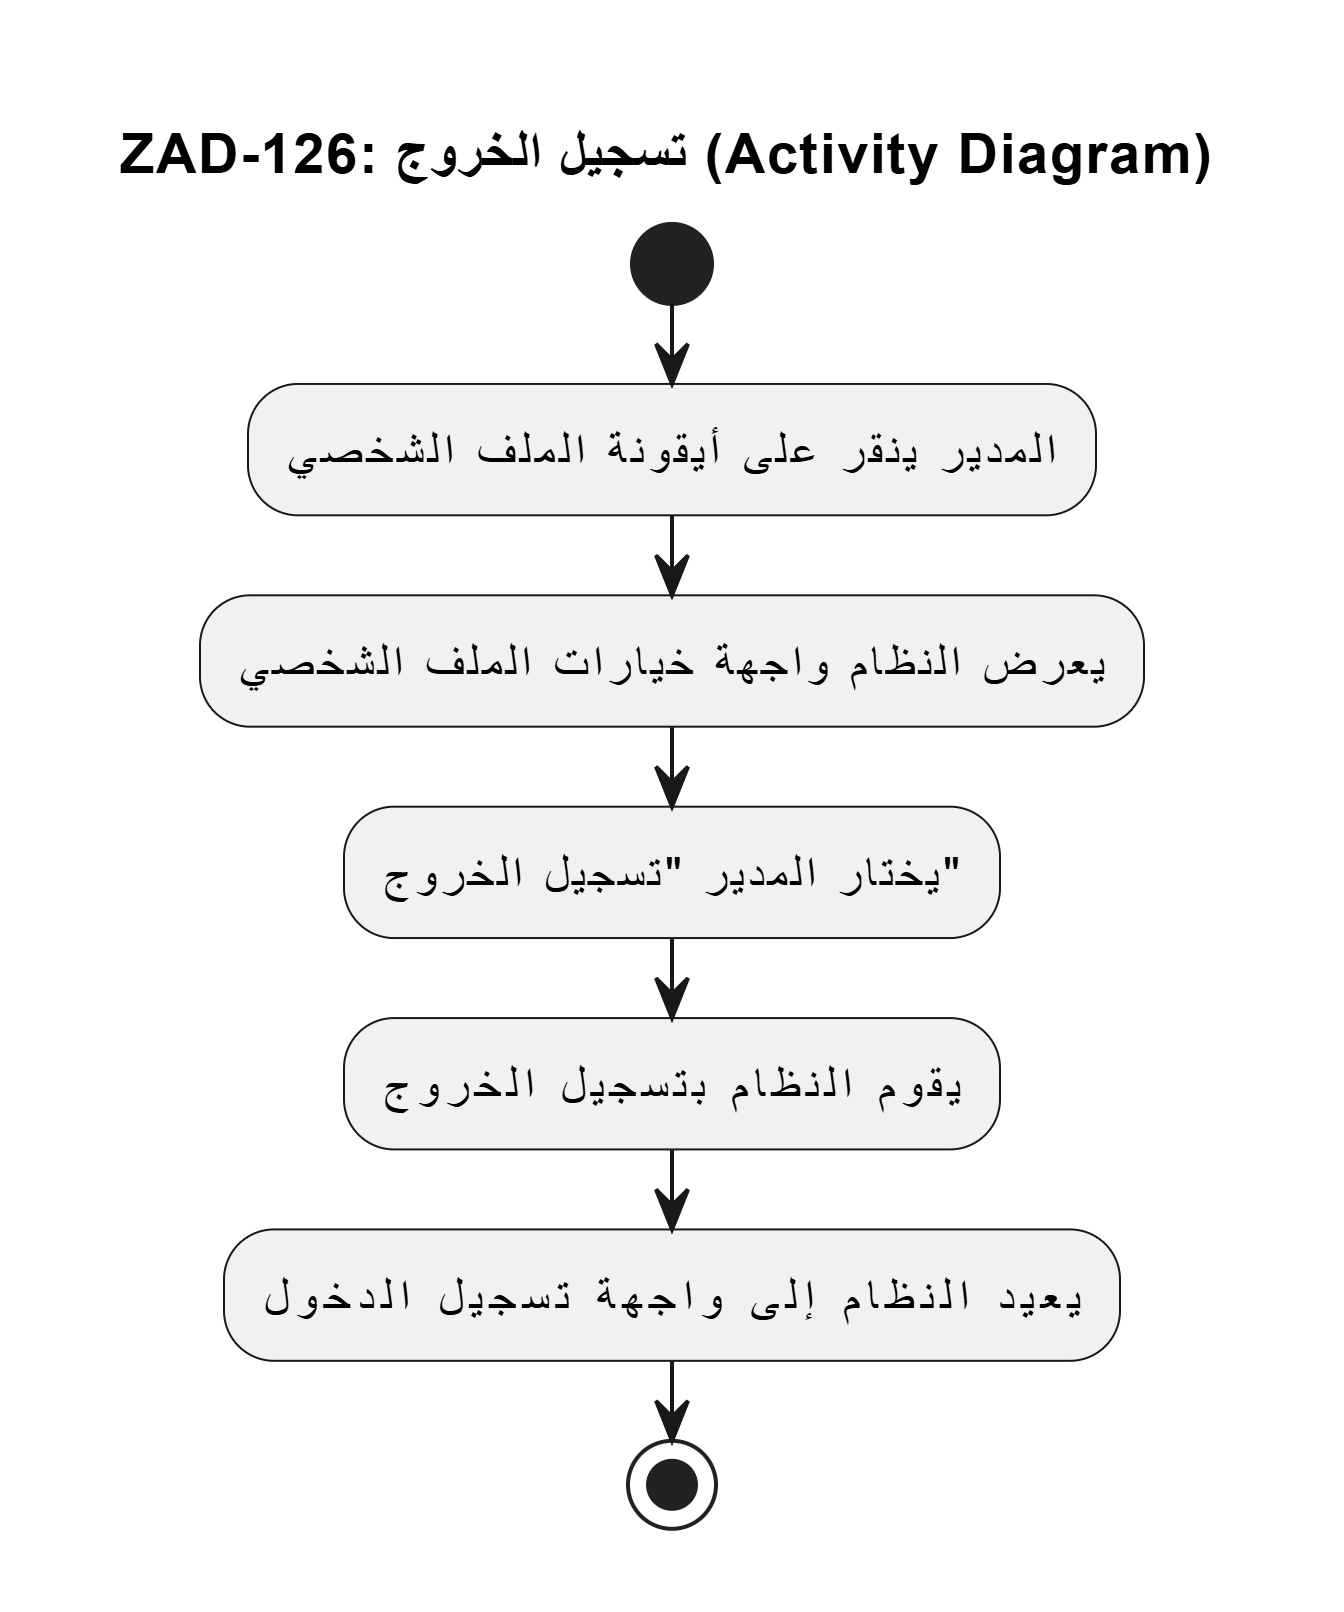 ZAD-126: تسجيل الخروج (Activity Diagram)
المدير ينقر على أيقونة الملف الشخصي
يعرض النظام واجهة خيارات الملف الشخصي
يختار المدير "تسجيل الخروج"
يقوم النظام بتسجيل الخروج
يعيد النظام إلى واجهة تسجيل الدخول